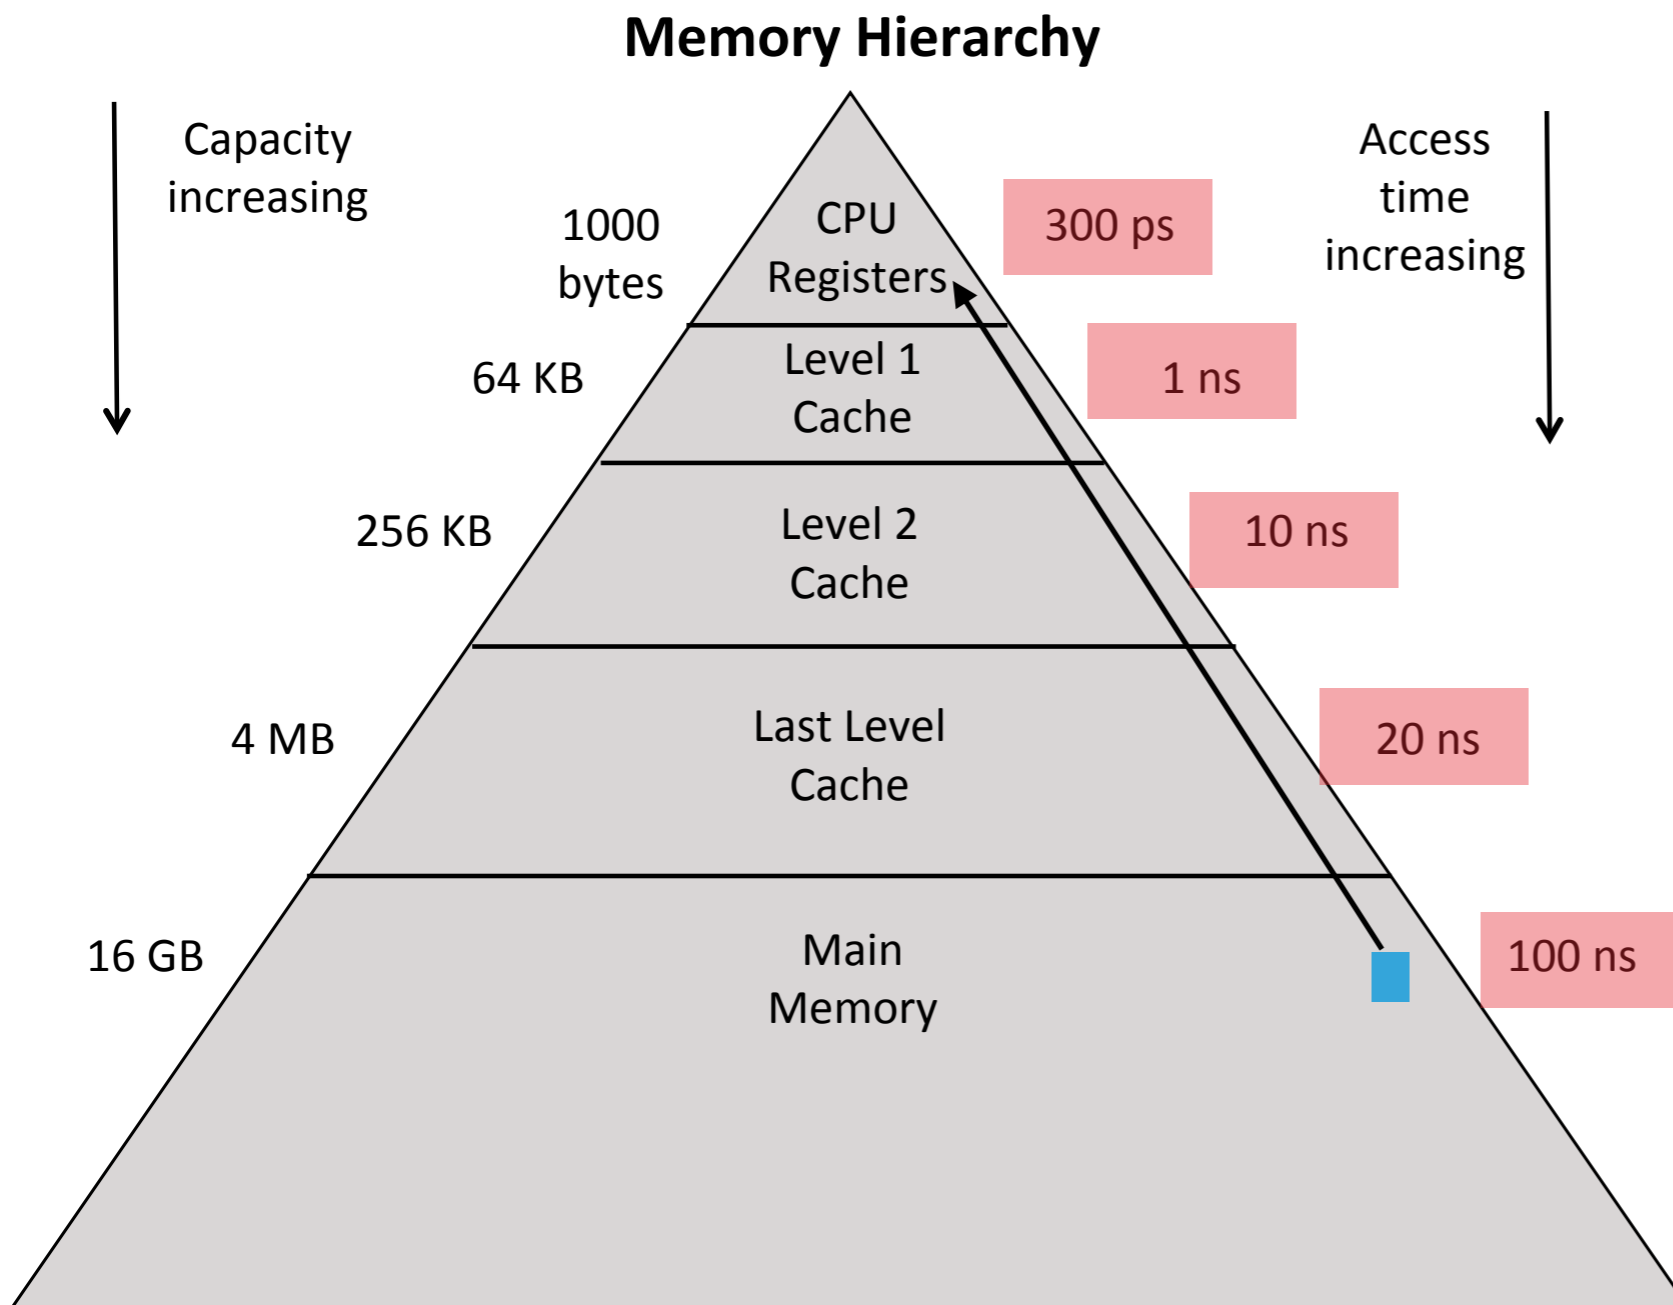 Memory Hierarchy
Capacity
increasing
Access
time
increasing
1000
bytes
CPU
Registers
300 ps
64 KB
Level 1
Cache
1 ns
256 KB
Level 2
Cache
10 ns
4 MB
Last Level
Cache
20 ns
16 GB
Main
Memory
100 ns